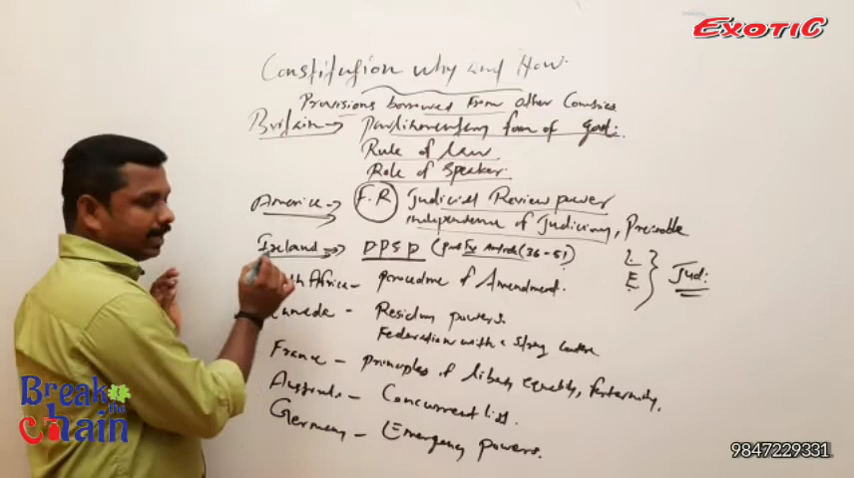 EXOTIC
Constitution why and How.
Provisions borrowed From Other Countries
Britain → Parlimentary form of govt:
Rule of law
Role of Speaker.
America → F.R Judicial Review power
independence of Judiciary, Preamble
Ireland → DPSP (part IV Article (36-51)
L
E } Jud:
South Africa - procedure of Amendment.
Canada - Residuary powers.
Federation with a strong centre
France - principles of liberty equality, fraternity,
Australia - Concurrent list.
Germany - Emergency powers.
Break the chain
9847229331